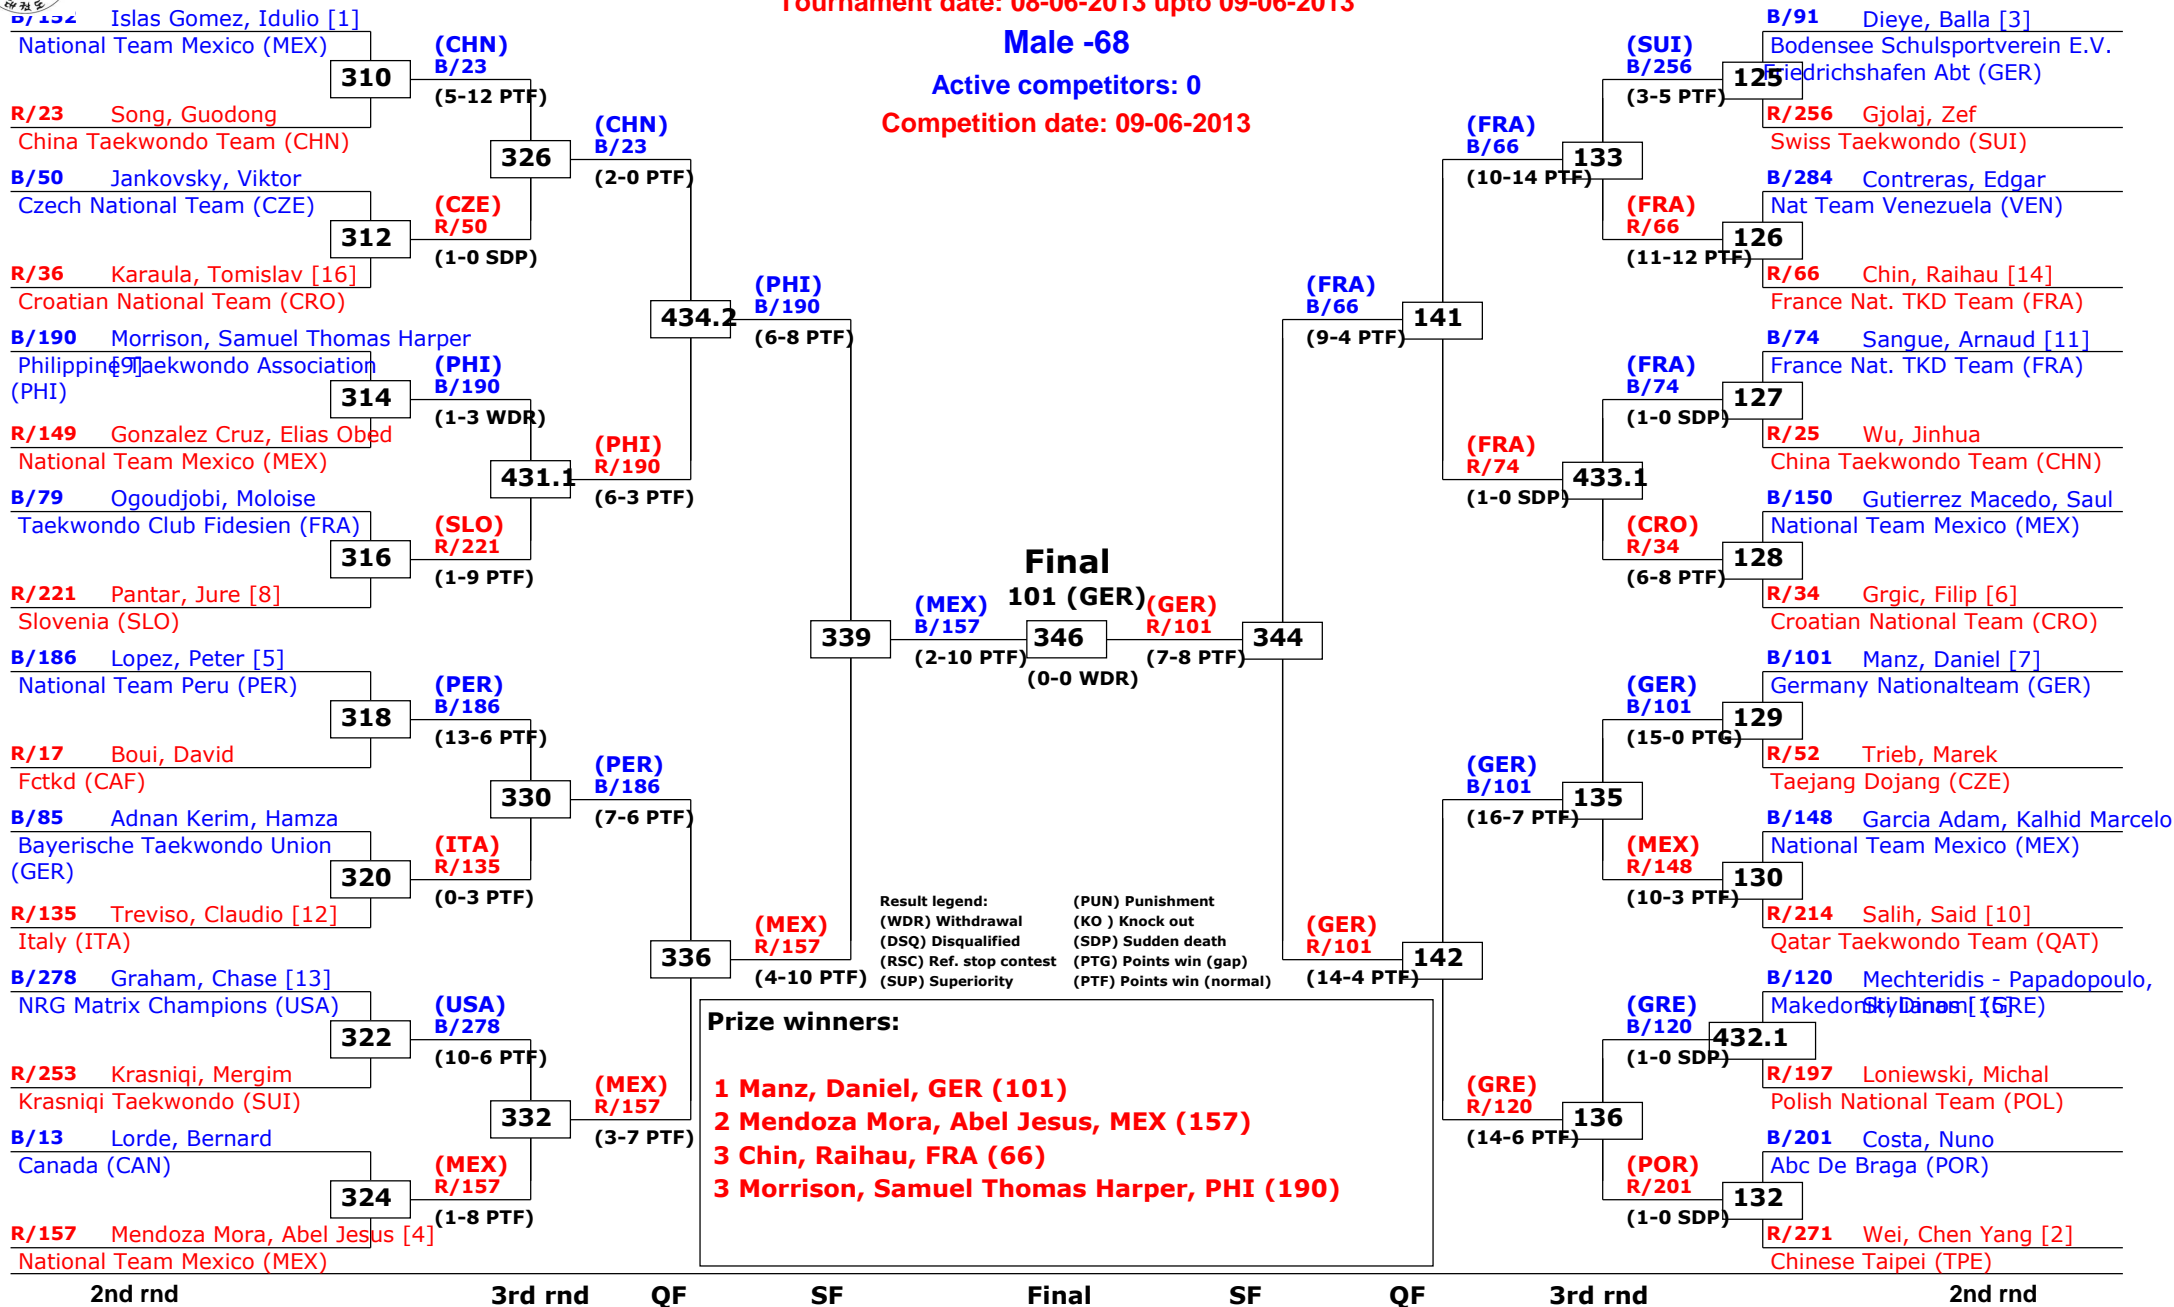 Tournament date: 08-06-2013 upto 09-06-2013
Male -68
Active competitors: 0
Competition date: 09-06-2013
B/152 Islas Gomez, Idulio [1]
National Team Mexico (MEX)
310
R/23 Song, Guodong
China Taekwondo Team (CHN)
B/50 Jankovsky, Viktor
Czech National Team (CZE)
312
R/36 Karaula, Tomislav [16]
Croatian National Team (CRO)
B/190 Morrison, Samuel Thomas Harper
[9]
Philippine Taekwondo Association
(PHI)
314
R/149 Gonzalez Cruz, Elias Obed
National Team Mexico (MEX)
B/79 Ogoudjobi, Moloise
Taekwondo Club Fidesien (FRA)
316
R/221 Pantar, Jure [8]
Slovenia (SLO)
B/186 Lopez, Peter [5]
National Team Peru (PER)
318
R/17 Boui, David
Fctkd (CAF)
B/85 Adnan Kerim, Hamza
Bayerische Taekwondo Union
(GER)
320
R/135 Treviso, Claudio [12]
Italy (ITA)
B/278 Graham, Chase [13]
NRG Matrix Champions (USA)
322
R/253 Krasniqi, Mergim
Krasniqi Taekwondo (SUI)
B/13 Lorde, Bernard
Canada (CAN)
324
R/157 Mendoza Mora, Abel Jesus [4]
National Team Mexico (MEX)
(CHN)
B/23
(5-12 PTF)
326
(CZE)
R/50
(1-0 SDP)
(PHI)
B/190
(1-3 WDR)
431.1
(SLO)
R/221
(1-9 PTF)
(PER)
B/186
(13-6 PTF)
330
(ITA)
R/135
(0-3 PTF)
(USA)
B/278
(10-6 PTF)
332
(MEX)
R/157
(1-8 PTF)
(CHN)
B/23
(2-0 PTF)
434.2
(PHI)
R/190
(6-3 PTF)
(PER)
B/186
(7-6 PTF)
336
(MEX)
R/157
(3-7 PTF)
(PHI)
B/190
(6-8 PTF)
339
(MEX)
R/157
(4-10 PTF)
(MEX)
B/157
(2-10 PTF)
Final
101 (GER)
346
(0-0 WDR)
(GER)
R/101
(7-8 PTF)
344
(FRA)
B/66
(9-4 PTF)
141
(GER)
R/101
(14-4 PTF)
142
(FRA)
B/66
(10-14 PTF)
133
(FRA)
R/74
(1-0 SDP)
433.1
(GER)
B/101
(16-7 PTF)
135
(GRE)
R/120
(14-6 PTF)
136
(SUI)
B/256
(3-5 PTF)
125
(FRA)
R/66
(11-12 PTF)
126
(FRA)
B/74
(1-0 SDP)
127
(CRO)
R/34
(6-8 PTF)
128
(GER)
B/101
(15-0 PTG)
129
(MEX)
R/148
(10-3 PTF)
130
(GRE)
B/120
(1-0 SDP)
432.1
(POR)
R/201
(1-0 SDP)
132
B/91 Dieye, Balla [3]
Bodensee Schulsportverein E.V.
Friedrichshafen Abt (GER)
R/256 Gjolaj, Zef
Swiss Taekwondo (SUI)
B/284 Contreras, Edgar
Nat Team Venezuela (VEN)
R/66 Chin, Raihau [14]
France Nat. TKD Team (FRA)
B/74 Sangue, Arnaud [11]
France Nat. TKD Team (FRA)
R/25 Wu, Jinhua
China Taekwondo Team (CHN)
B/150 Gutierrez Macedo, Saul
National Team Mexico (MEX)
R/34 Grgic, Filip [6]
Croatian National Team (CRO)
B/101 Manz, Daniel [7]
Germany Nationalteam (GER)
R/52 Trieb, Marek
Taejang Dojang (CZE)
B/148 Garcia Adam, Kalhid Marcelo
National Team Mexico (MEX)
R/214 Salih, Said [10]
Qatar Taekwondo Team (QAT)
B/120 Mechteridis - Papadopoulo,
Stylianos [15]
(GRE)
R/197 Loniewski, Michal
Polish National Team (POL)
B/201 Costa, Nuno
Abc De Braga (POR)
R/271 Wei, Chen Yang [2]
Chinese Taipei (TPE)
Result legend:
(WDR) Withdrawal
(DSQ) Disqualified
(RSC) Ref. stop contest
(SUP) Superiority
(PUN) Punishment
(KO ) Knock out
(SDP) Sudden death
(PTG) Points win (gap)
(PTF) Points win (normal)
Prize winners:
1 Manz, Daniel, GER (101)
2 Mendoza Mora, Abel Jesus, MEX (157)
3 Chin, Raihau, FRA (66)
3 Morrison, Samuel Thomas Harper, PHI (190)
2nd rnd 3rd rnd QF SF Final SF QF 3rd rnd 2nd rnd